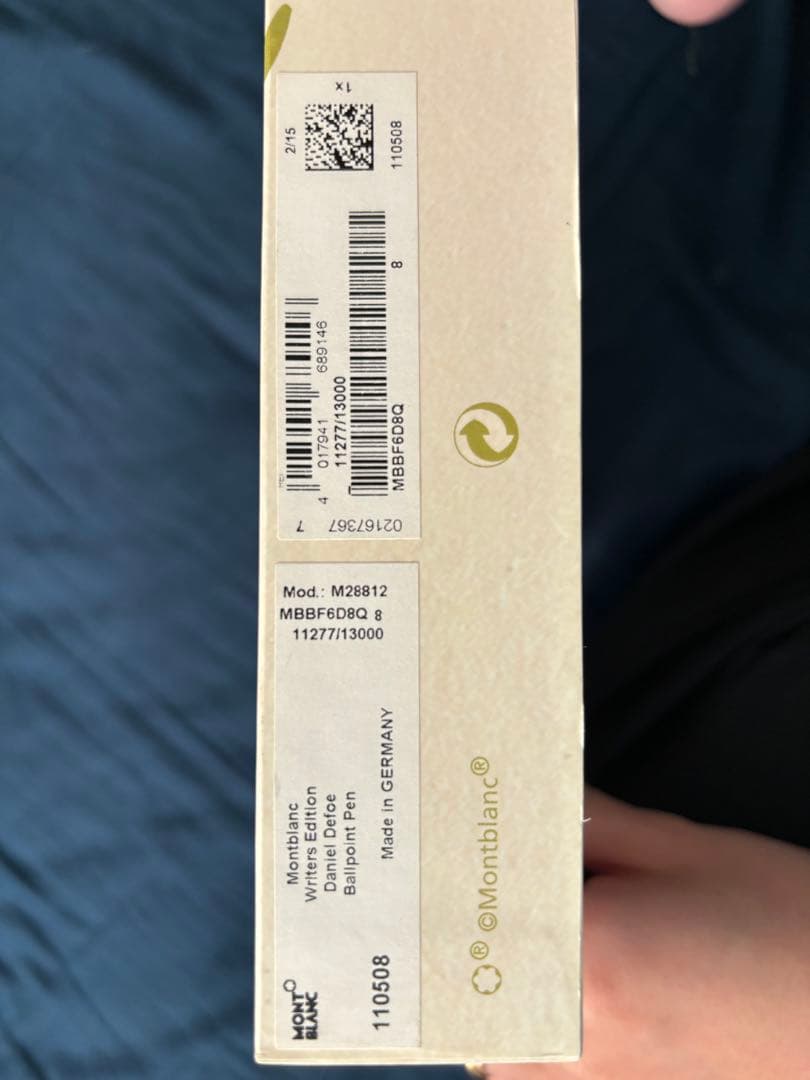 2/15
1x
110508
4 017941 689146
11277/13000
MBBF6D8Q 8
02167367 7
Mod.: M28812
MBBF6D8Q 8
11277/13000
Montblanc
Writers Edition
Daniel Defoe
Ballpoint Pen
Made in GERMANY
MONT
BLANC
110508
® ©Montblanc®